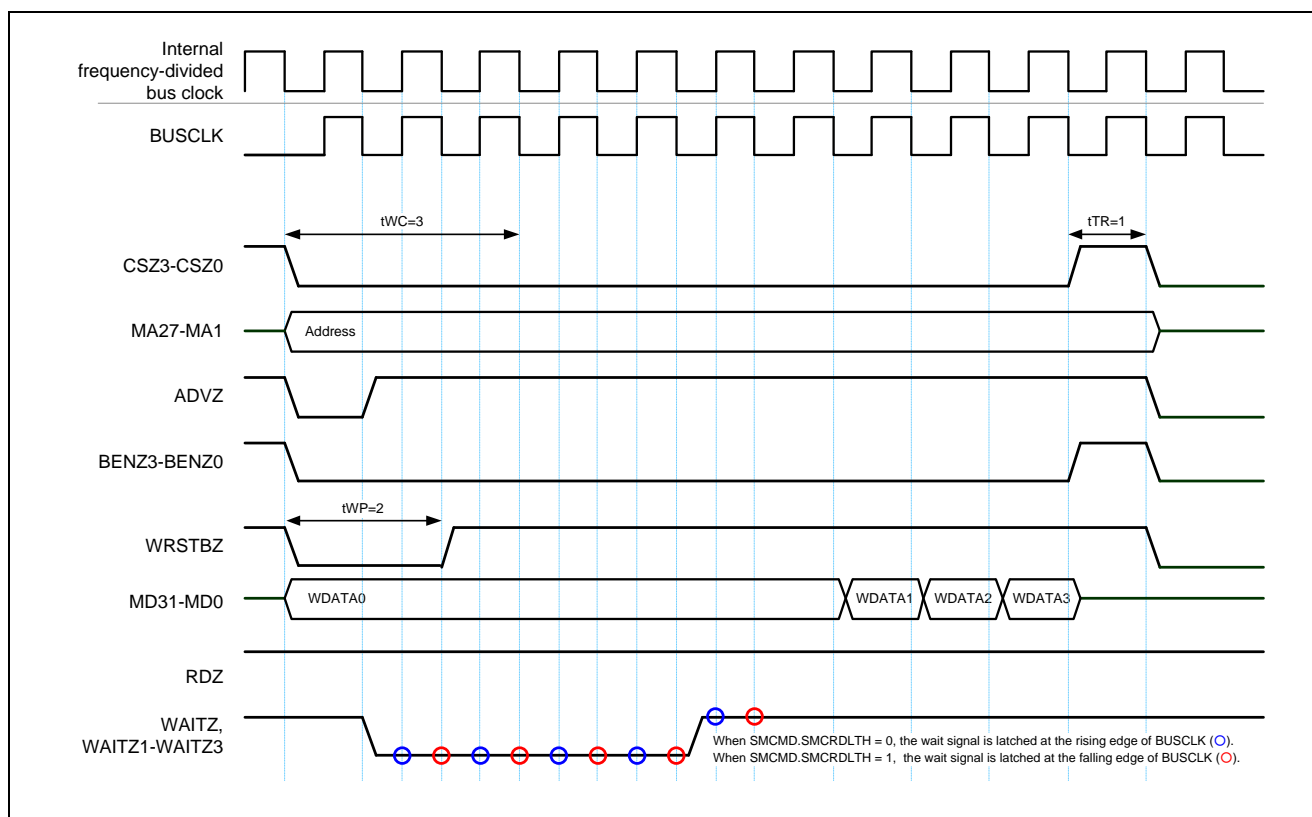 Internal
frequency-divided
bus clock
BUSCLK
tWC=3
tTR=1
CSZ3-CSZ0
MA27-MA1
Address
ADVZ
BENZ3-BENZ0
tWP=2
WRSTBZ
MD31-MD0
WDATA0
WDATA1
WDATA2
WDATA3
RDZ
WAITZ,
WAITZ1-WAITZ3
When SMCMD.SMCRDLTH = 0, the wait signal is latched at the rising edge of BUSCLK (O).
When SMCMD.SMCRDLTH = 1, the wait signal is latched at the falling edge of BUSCLK (O).